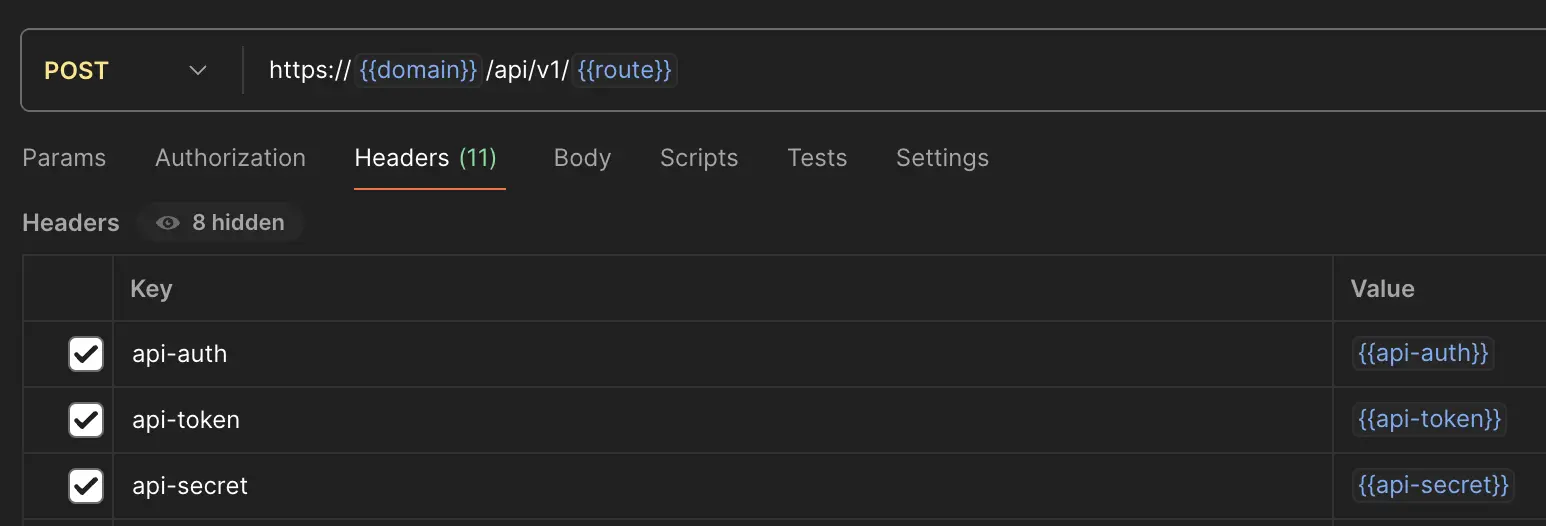 POST https://{{domain}}/api/v1/{{route}}
Params Authorization Headers (11) Body Scripts Tests Settings
Headers 8 hidden
Key Value
api-auth {{api-auth}}
api-token {{api-token}}
api-secret {{api-secret}}